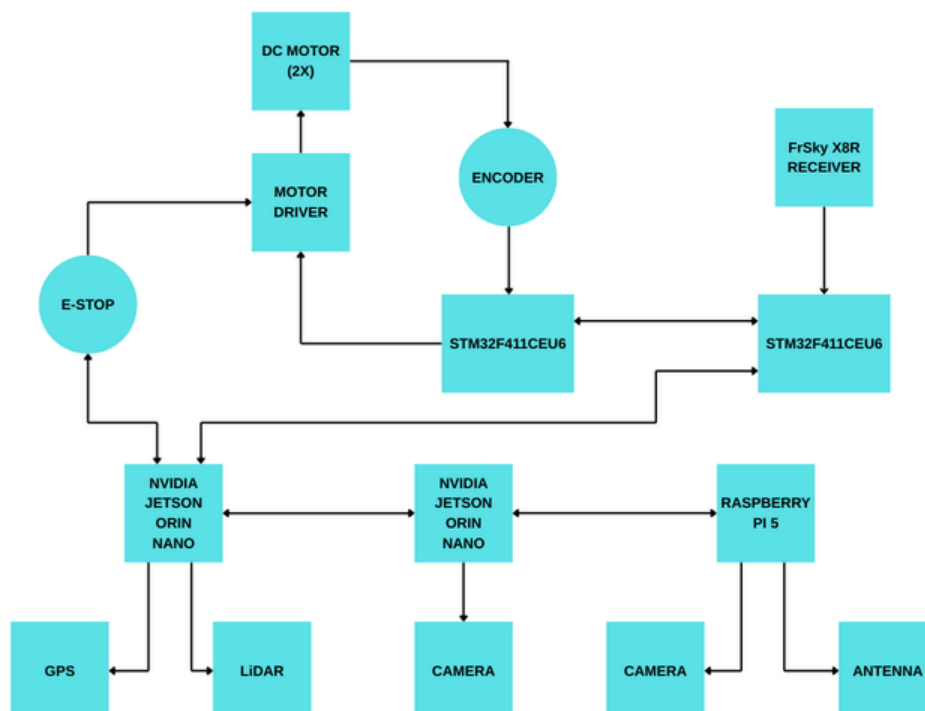 DC MOTOR
(2X)
FrSky X8R
RECEIVER
ENCODER
MOTOR
DRIVER
E-STOP
STM32F411CEU6
STM32F411CEU6
NVIDIA
JETSON
ORIN
NANO
NVIDIA
JETSON
ORIN
NANO
RASPBERRY
PI 5
GPS
LiDAR
CAMERA
CAMERA
ANTENNA